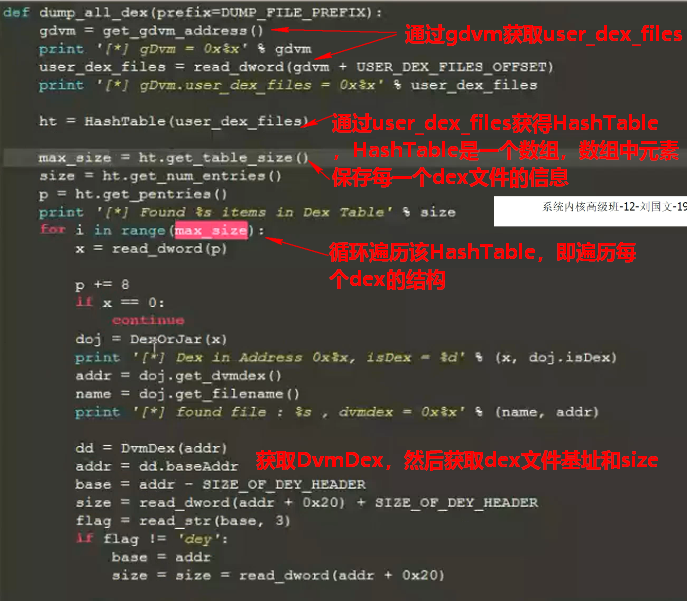 def dump_all_dex(prefix=DUMP_FILE_PREFIX):
gdvm = get_gdvm_address()
通过gdvm获取user_dex_files
print '[*] gDvm = 0x%x' % gdvm
user_dex_files = read_dword(gdvm + USER_DEX_FILES_OFFSET)
print '[*] gDvm.user_dex_files = 0x%x' % user_dex_files
ht = HashTable(user_dex_files)
通过user_dex_files获得HashTable
，HashTable是一个数组，数组中元素
保存每一个dex文件的信息
max_size = ht.get_table_size()
size = ht.get_num_entries()
p = ht.get_pentries()
print '[*] Found %s items in Dex Table' % size
系统内核高级班-12-刘国文-19
for i in range(max_size):
x = read_dword(p)
循环遍历该HashTable，即遍历每
个dex的结构
p += 8
if x == 0:
continue
doj = DexOrJar(x)
print '[*] Dex in Address 0x%x, isDex = %d' % (x, doj.isDex)
addr = doj.get_dvmdex()
name = doj.get_filename()
print '[*] found file : %s , dvmdex = 0x%x' % (name, addr)
dd = DvmDex(addr)
addr = dd.baseAddr
获取DvmDex，然后获取dex文件基址和size
base = addr - SIZE_OF_DEY_HEADER
size = read_dword(addr + 0x20) + SIZE_OF_DEY_HEADER
flag = read_str(base, 3)
if flag != 'dey':
base = addr
size = size = read_dword(addr + 0x20)